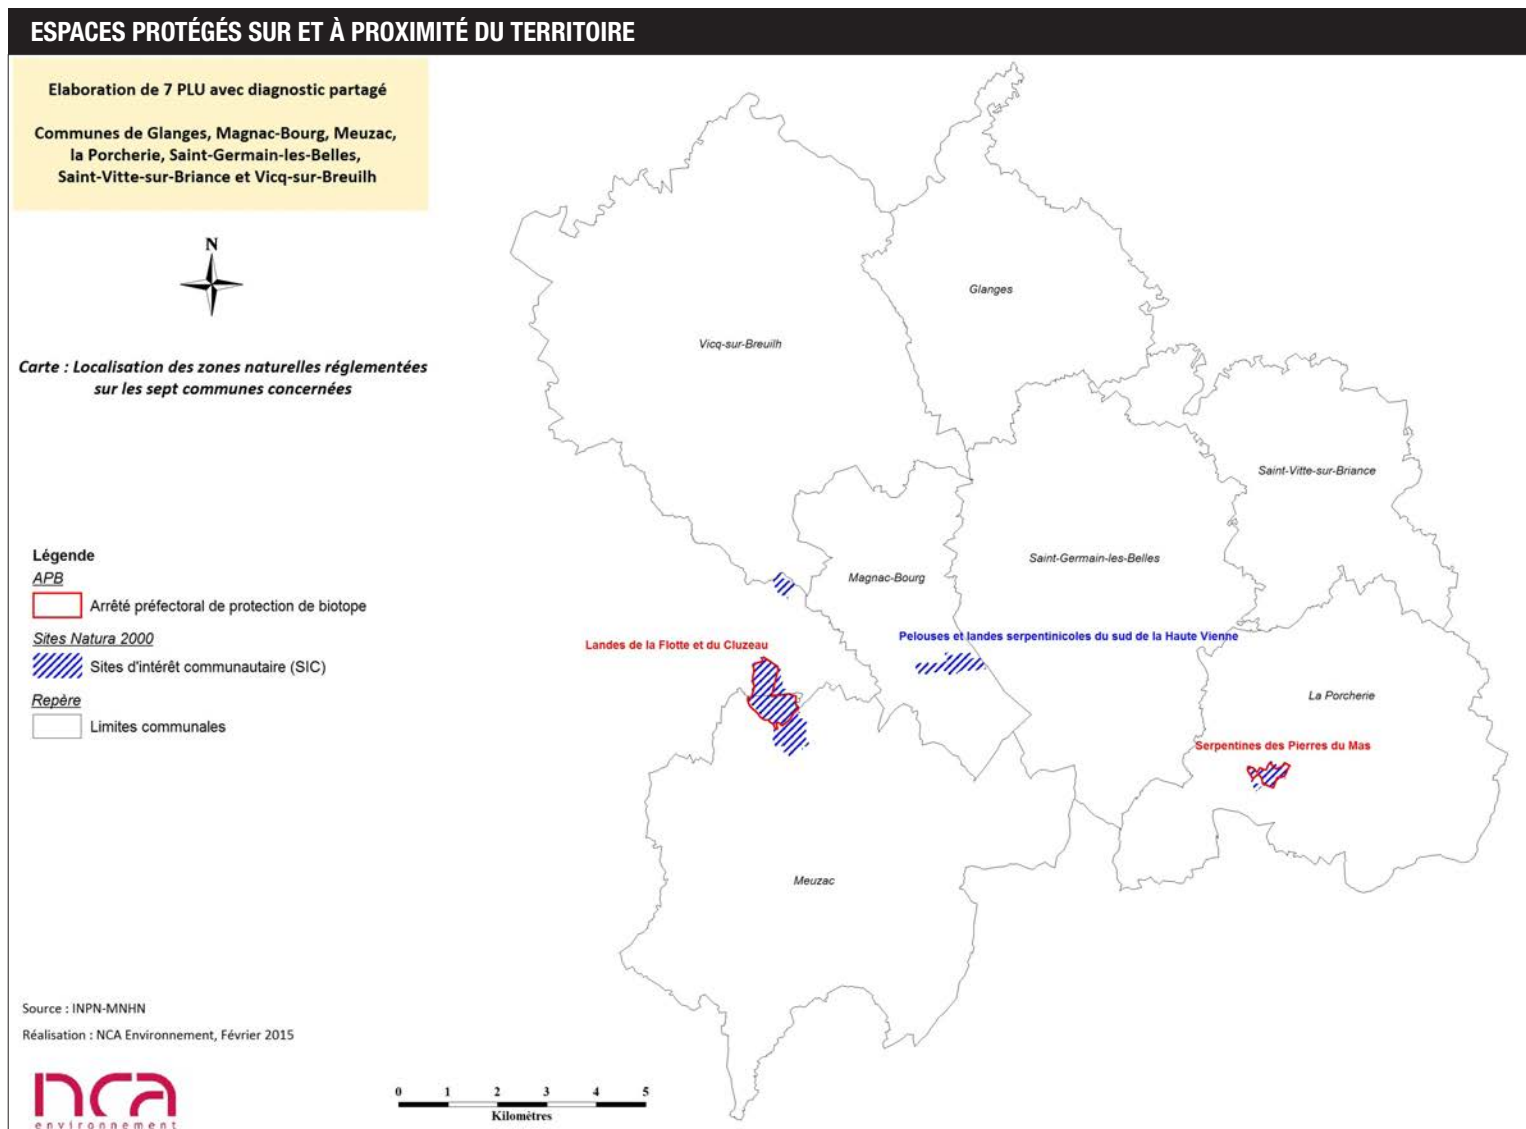 ESPACES PROTÉGÉS SUR ET À PROXIMITÉ DU TERRITOIRE
Elaboration de 7 PLU avec diagnostic partagé
Communes de Glanges, Magnac-Bourg, Meuzac,
la Porcherie, Saint-Germain-les-Belles,
Saint-Vitte-sur-Briance et Vicq-sur-Breuilh
N
Carte : Localisation des zones naturelles réglementées
sur les sept communes concernées
Légende
APB
Arrêté préfectoral de protection de biotope
Sites Natura 2000
Sites d'intérêt communautaire (SIC)
Repère
Limites communales
Glanges
Vicq-sur-Breuilh
Saint-Vitte-sur-Briance
Saint-Germain-les-Belles
Magnac-Bourg
Pelouses et landes serpentinicoles du sud de la Haute Vienne
Landes de la Flotte et du Cluzeau
La Porcherie
Serpentines des Pierres du Mas
Meuzac
Source : INPN-MNHN
Réalisation : NCA Environnement, Février 2015
nca
environnement
0 1 2 3 4 5
Kilomètres